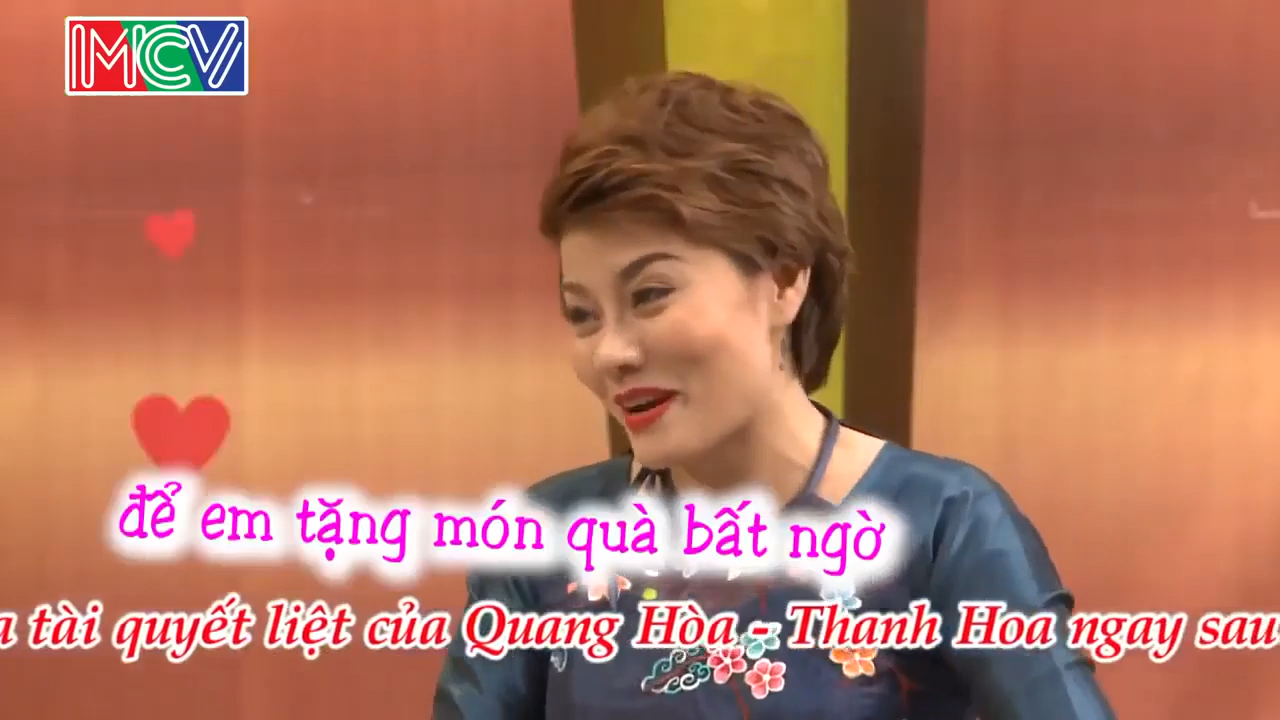 MCV
để em tặng món quà bất ngờ
a tài quyết liệt của Quang Hòa - Thanh Hoa ngay sau